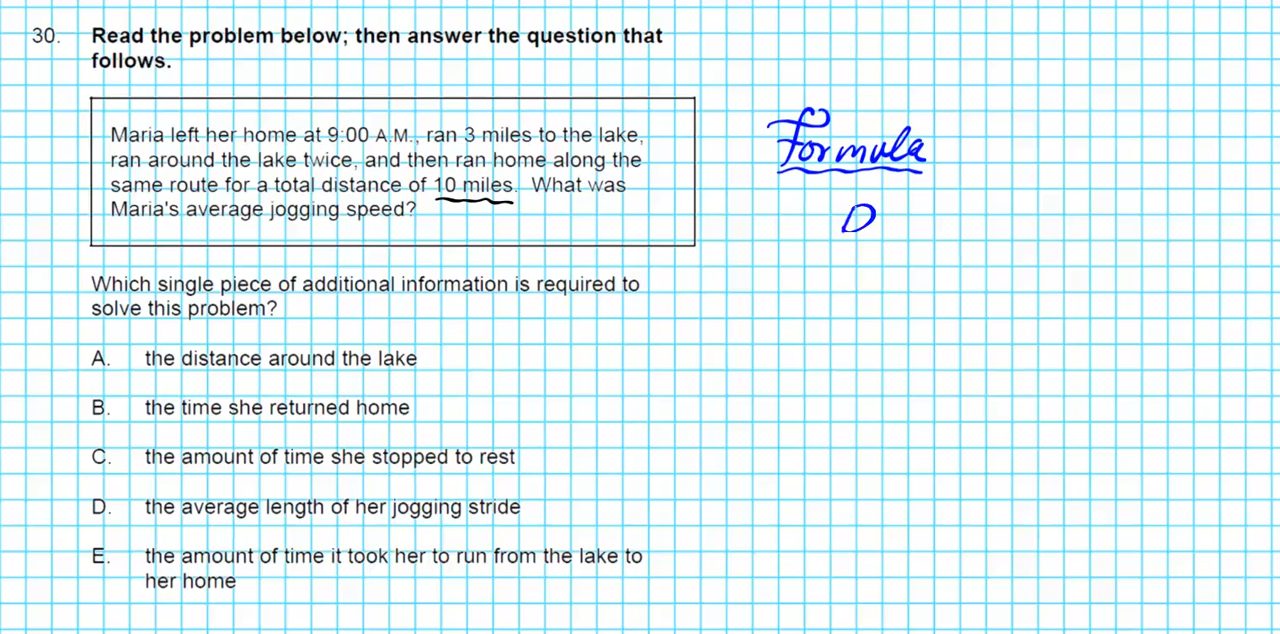 30. Read the problem below; then answer the question that
follows.
Maria left her home at 9:00 A.M., ran 3 miles to the lake,
ran around the lake twice, and then ran home along the
same route for a total distance of 10 miles. What was
Maria's average jogging speed?
Which single piece of additional information is required to
solve this problem?
A. the distance around the lake
B. the time she returned home
C. the amount of time she stopped to rest
D. the average length of her jogging stride
E. the amount of time it took her to run from the lake to
her home
Formula
D